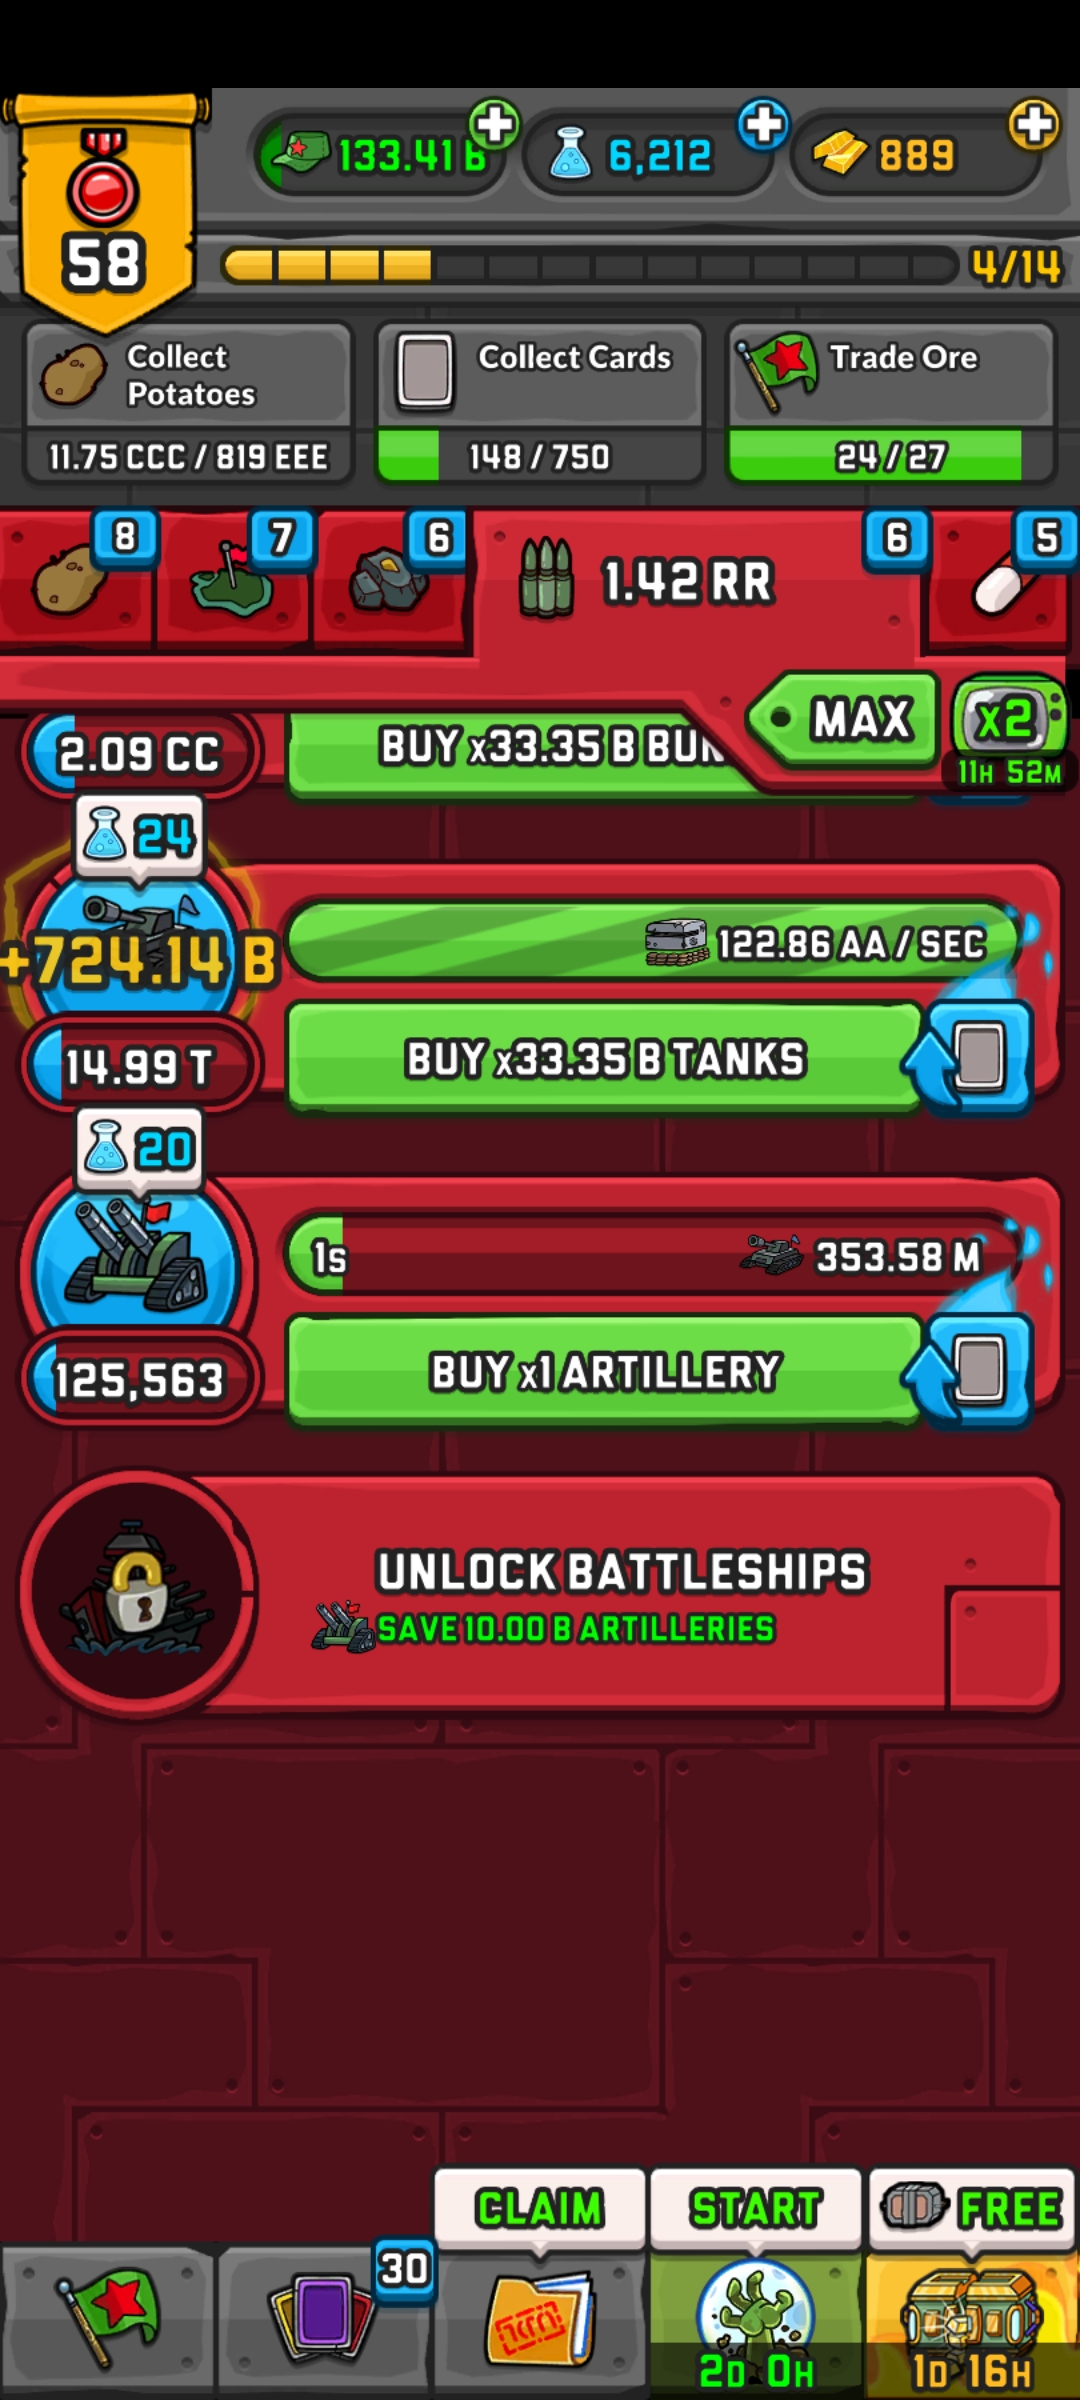 133.41 B
6,212
889
58
4/14
Collect Potatoes
11.75 CCC / 819 EEE
Collect Cards
148 / 750
Trade Ore
24 / 27
8
7
6
1.42 RR
6
5
MAX
x2
11H 52M
2.09 CC
BUY x33.35 B BUN
24
+724.14 B
122.86 AA / SEC
14.99 T
BUY x33.35 B TANKS
20
1s
353.58 M
125,563
BUY x1 ARTILLERY
UNLOCK BATTLESHIPS
SAVE 10.00 B ARTILLERIES
CLAIM
START
FREE
30
2D 0H
1D 16H